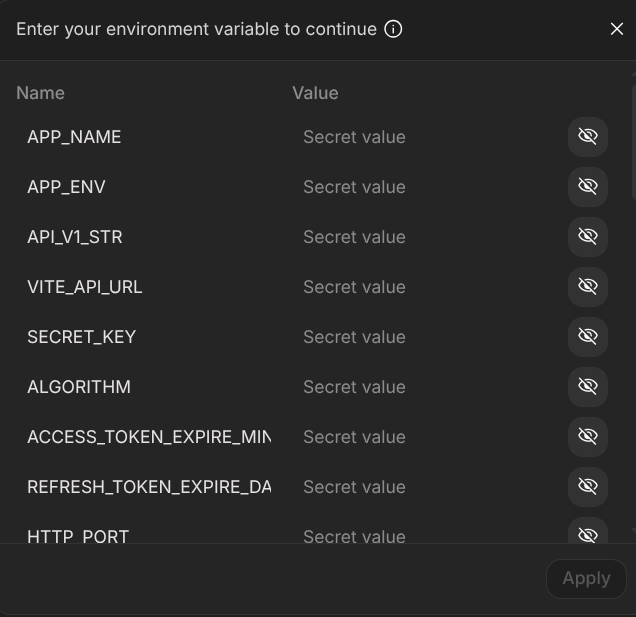 Enter your environment variable to continue
Name Value
APP_NAME Secret value
APP_ENV Secret value
API_V1_STR Secret value
VITE_API_URL Secret value
SECRET_KEY Secret value
ALGORITHM Secret value
ACCESS_TOKEN_EXPIRE_MIN Secret value
REFRESH_TOKEN_EXPIRE_DA Secret value
HTTP_PORT Secret value
Apply